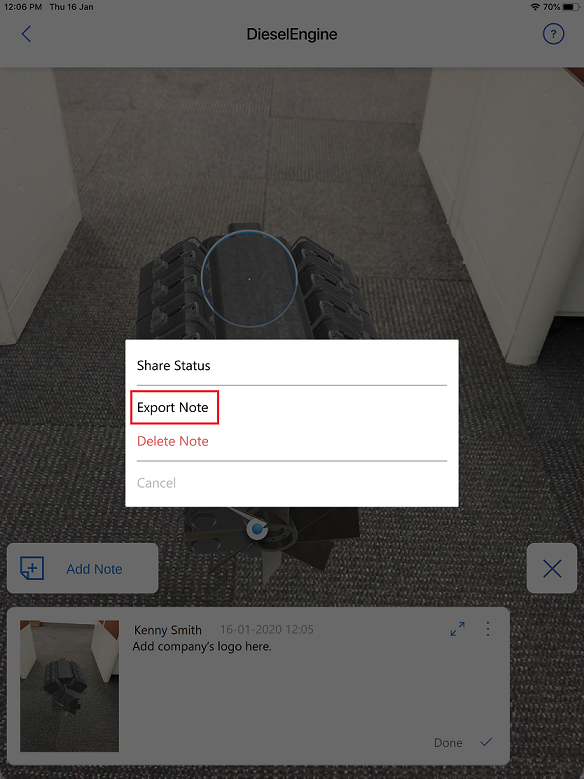 12:06 PM Thu 16 Jan 70%
DieselEngine
?
Share Status
Export Note
Delete Note
Cancel
Add Note
Kenny Smith 16-01-2020 12:05
Add company's logo here.
Done